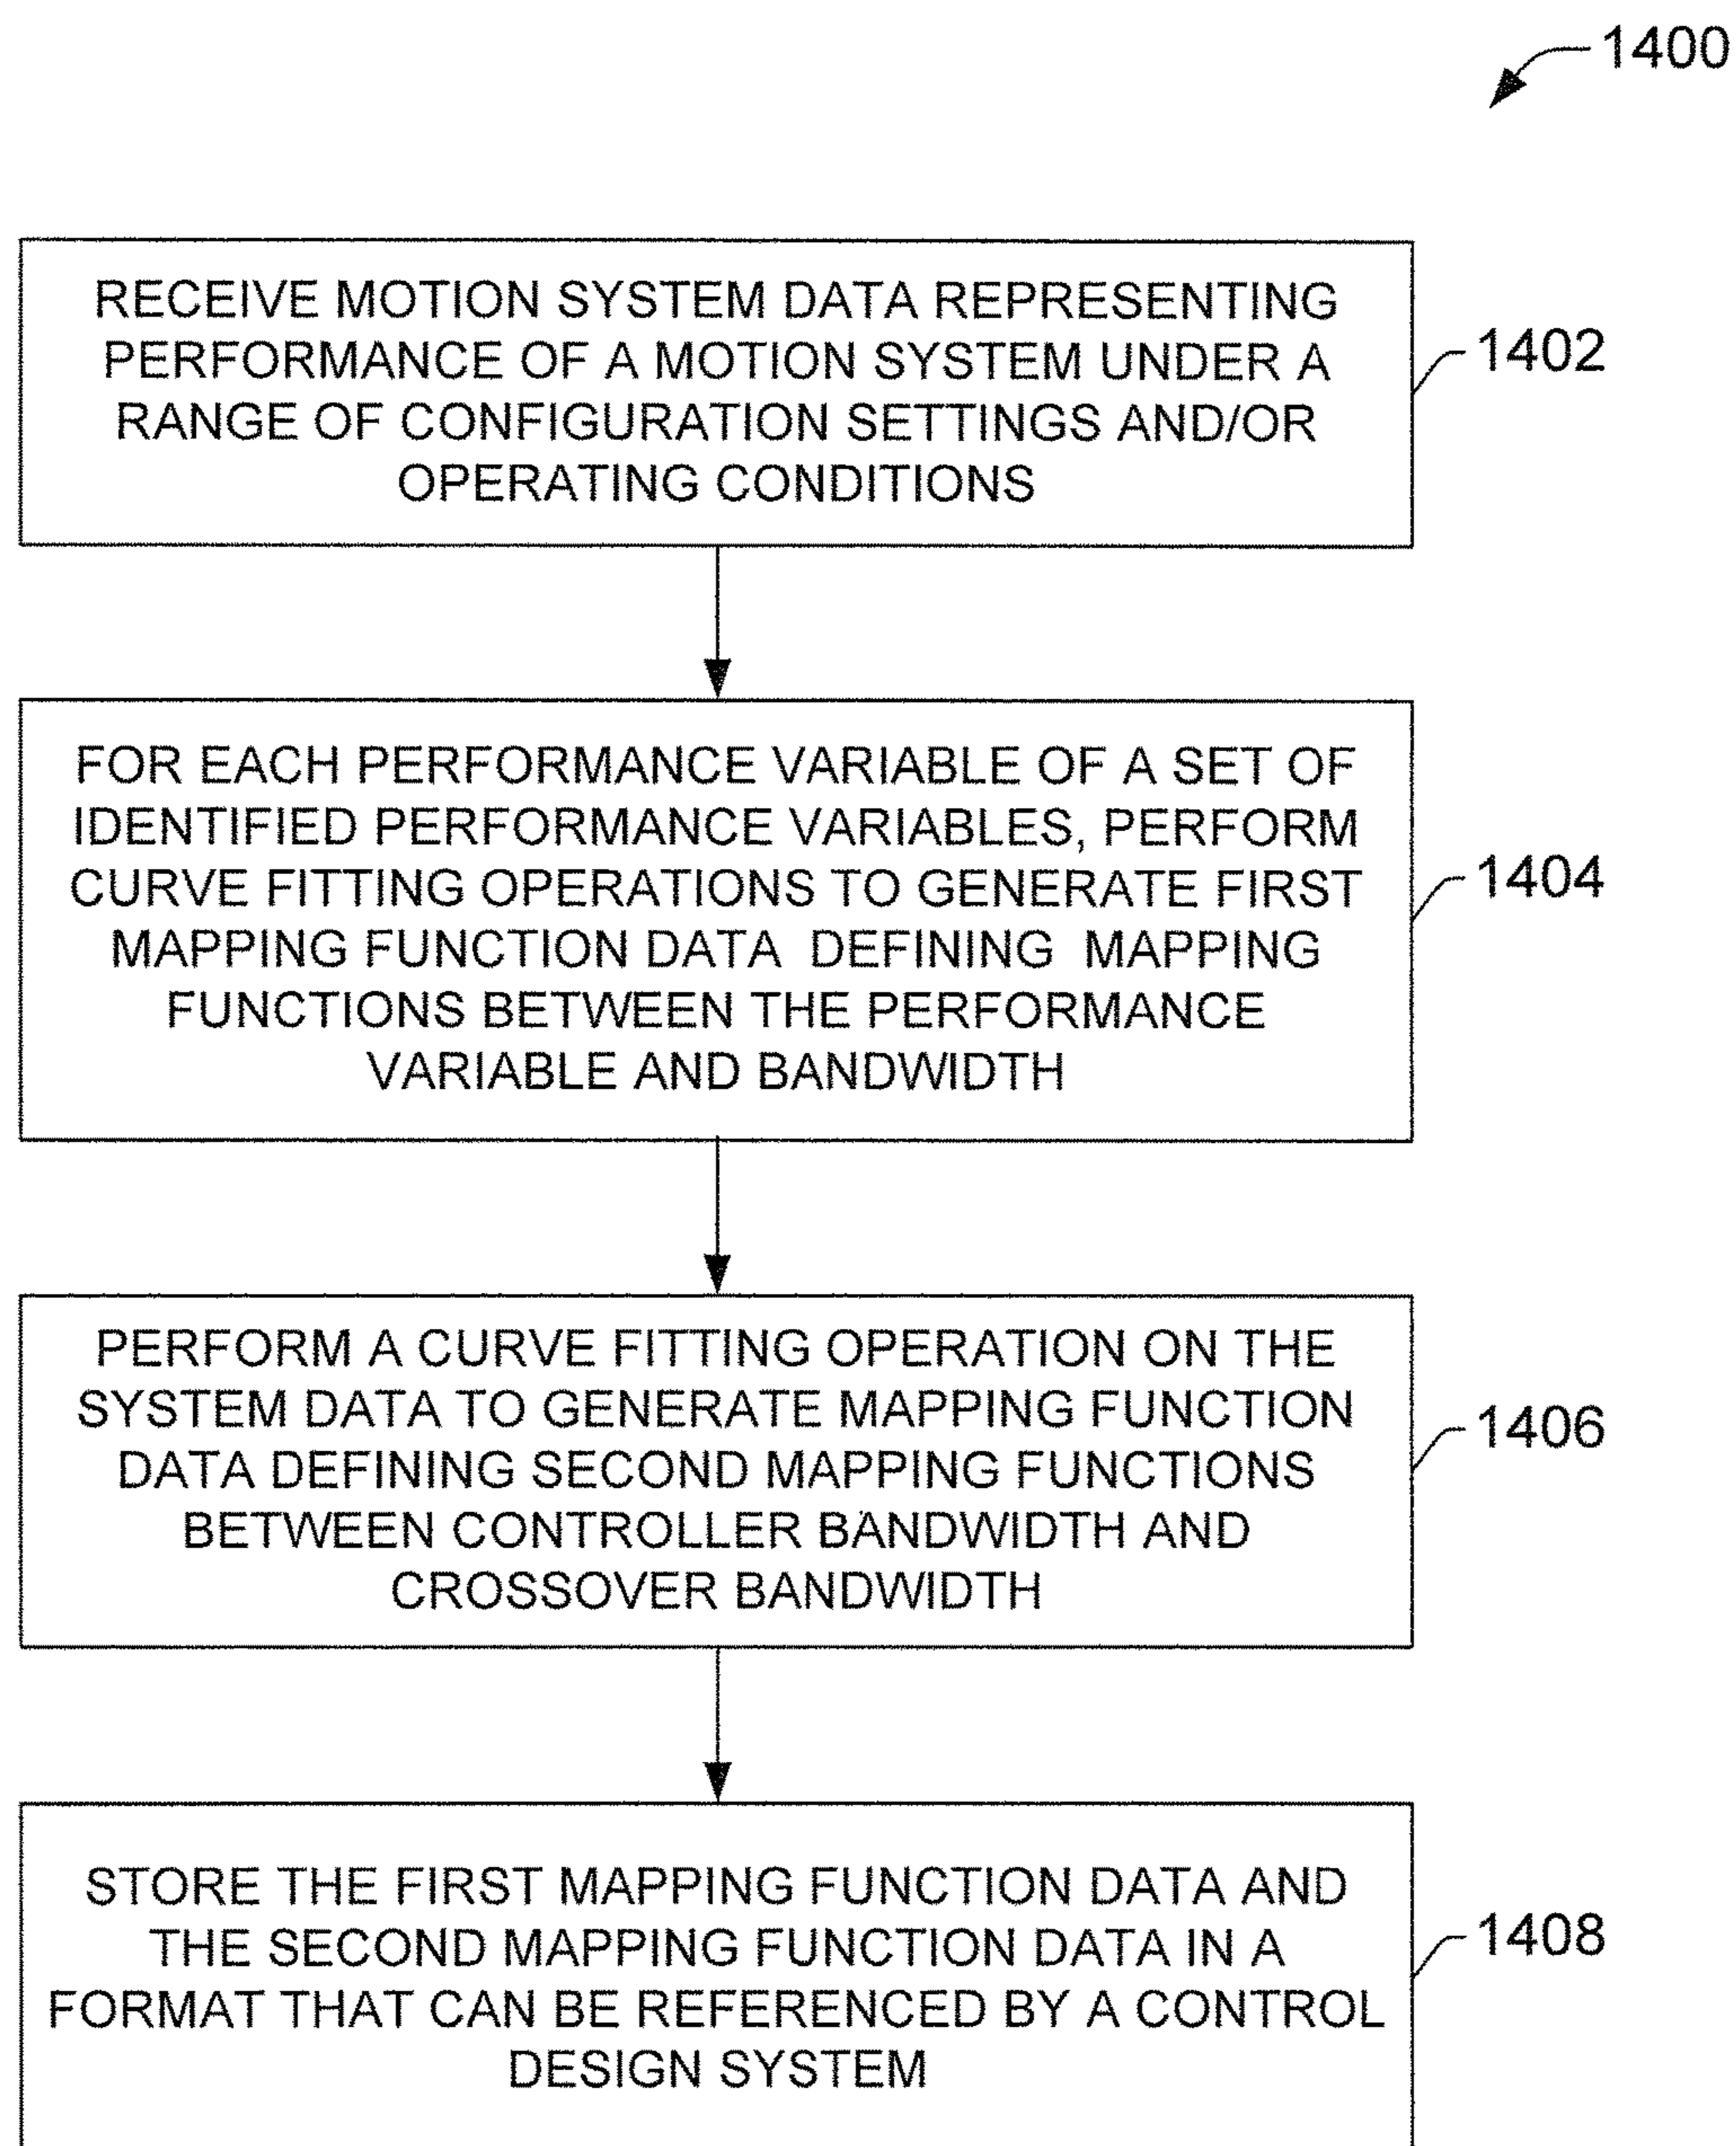 1400
RECEIVE MOTION SYSTEM DATA REPRESENTING
PERFORMANCE OF A MOTION SYSTEM UNDER A
RANGE OF CONFIGURATION SETTINGS AND/OR
OPERATING CONDITIONS
1402
FOR EACH PERFORMANCE VARIABLE OF A SET OF
IDENTIFIED PERFORMANCE VARIABLES, PERFORM
CURVE FITTING OPERATIONS TO GENERATE FIRST
MAPPING FUNCTION DATA DEFINING MAPPING
FUNCTIONS BETWEEN THE PERFORMANCE
VARIABLE AND BANDWIDTH
1404
PERFORM A CURVE FITTING OPERATION ON THE
SYSTEM DATA TO GENERATE MAPPING FUNCTION
DATA DEFINING SECOND MAPPING FUNCTIONS
BETWEEN CONTROLLER BANDWIDTH AND
CROSSOVER BANDWIDTH
1406
STORE THE FIRST MAPPING FUNCTION DATA AND
THE SECOND MAPPING FUNCTION DATA IN A
FORMAT THAT CAN BE REFERENCED BY A CONTROL
DESIGN SYSTEM
1408